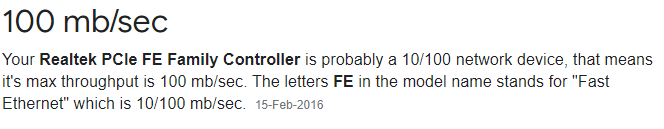 100 mb/sec
Your Realtek PCIe FE Family Controller is probably a 10/100 network device, that means
it's max throughput is 100 mb/sec. The letters FE in the model name stands for "Fast
Ethernet" which is 10/100 mb/sec. 15-Feb-2016